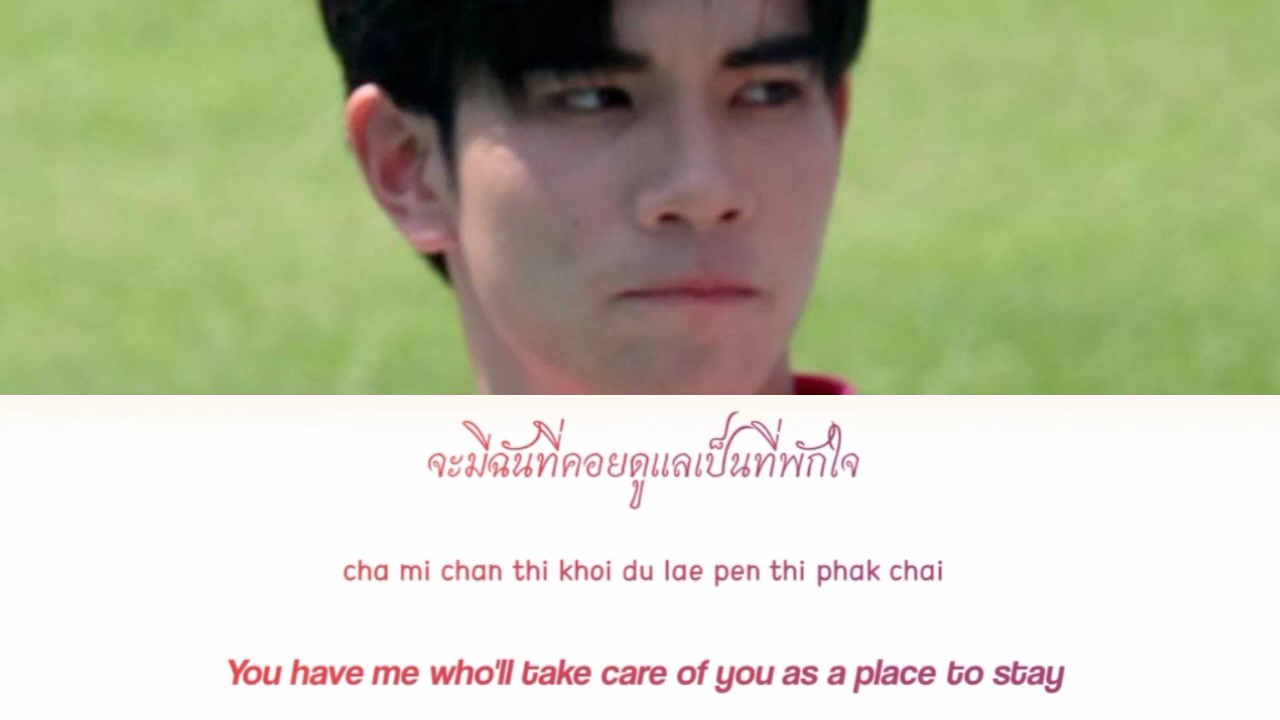 จะมีฉันที่คอยดูแลเป็นที่พักใจ
cha mi chan thi khoi du lae pen thi phak chai
You have me who'll take care of you as a place to stay